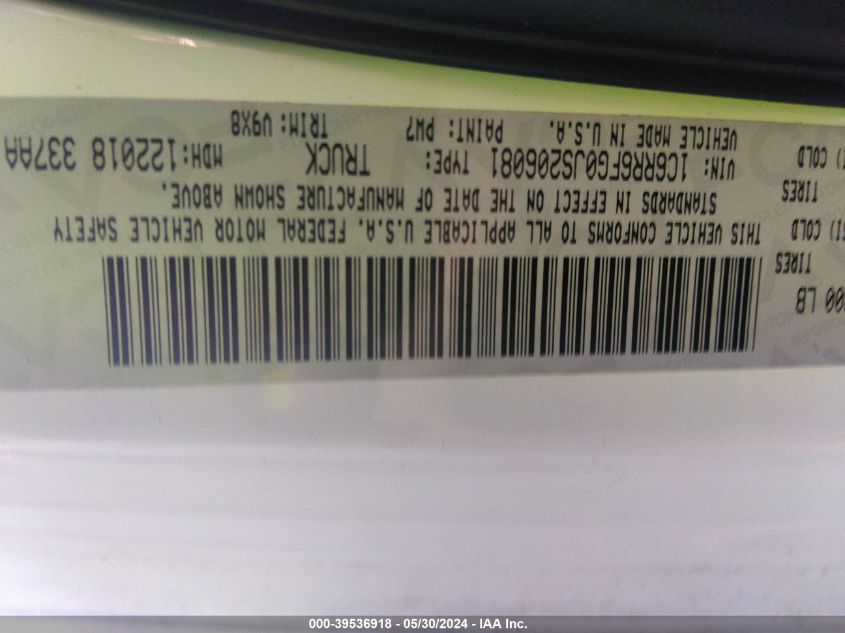 300 LB
TIRES
SI) COLD
THIS VEHICLE CONFORMS TO ALL APPLICABLE U.S.A. FEDERAL MOTOR VEHICLE SAFETY
TIRES
STANDARDS IN EFFECT ON THE DATE OF MANUFACTURE SHOWN ABOVE.
I) COLD
VIN: 1C6RR6FG0JS206081 TYPE: TRUCK MDH: 122018 337AA
VEHICLE MADE IN U.S.A. PAINT: PW7 TRIM: V9X8
000-39536918 - 05/30/2024 - IAA Inc.